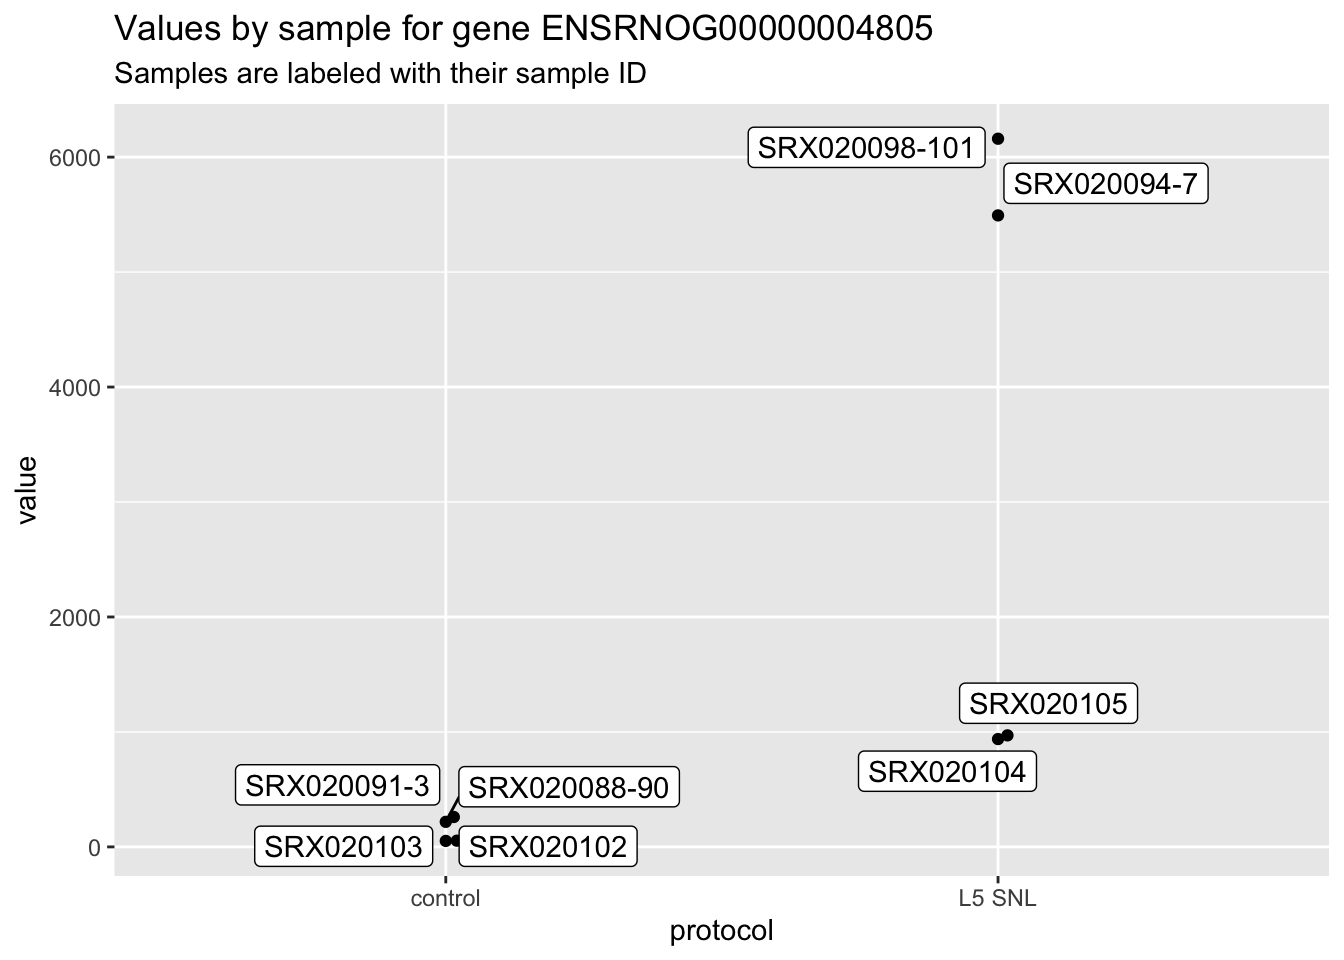 Values by sample for gene ENSRNOG00000004805
Samples are labeled with their sample ID
SRX020098-101
6000
SRX020094-7
4000
value
2000
SRX020105
SRX020104
SRX020091-3
SRX020088-90
0
SRX020103
SRX020102
control
L5 SNL
protocol